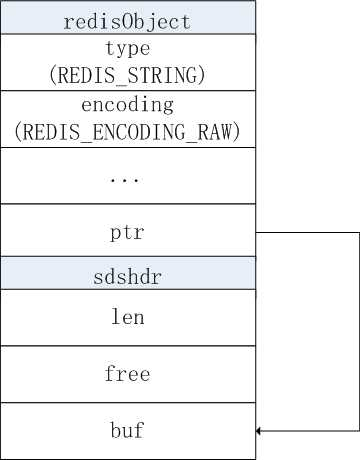 redisObject
type
(REDIS_STRING)
encoding
(REDIS_ENCODING_RAW)
...
ptr
sdshdr
len
free
buf